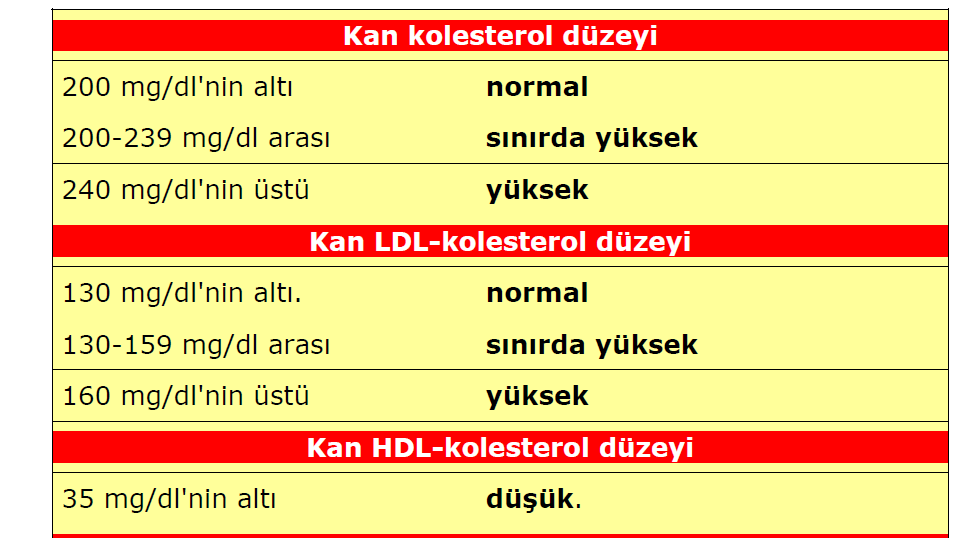 Kan kolesterol düzeyi
200 mg/dl'nin altı normal
200-239 mg/dl arası sınırda yüksek
240 mg/dl'nin üstü yüksek
Kan LDL-kolesterol düzeyi
130 mg/dl'nin altı. normal
130-159 mg/dl arası sınırda yüksek
160 mg/dl'nin üstü yüksek
Kan HDL-kolesterol düzeyi
35 mg/dl'nin altı düşük.